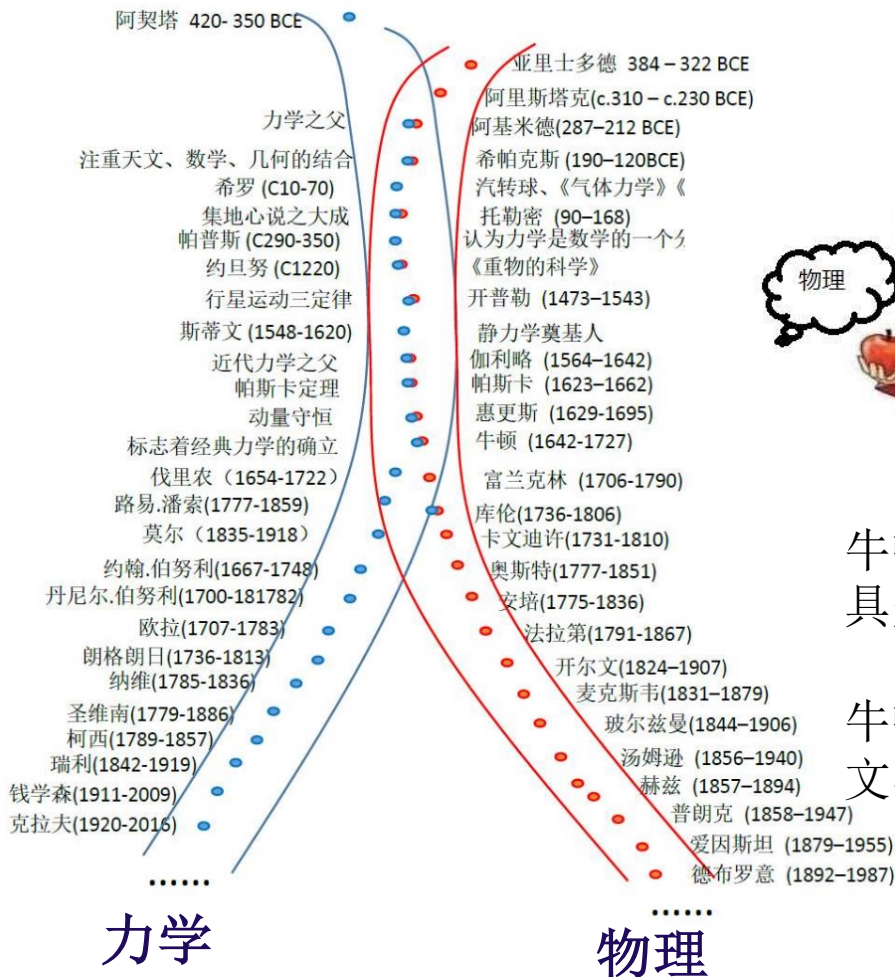 阿契塔 420- 350 BCE
亚里士多德 384 – 322 BCE
阿里斯塔克(c.310 – c.230 BCE)
力学之父 阿基米德(287–212 BCE)
注重天文、数学、几何的结合 希帕克斯 (190–120BCE)
希罗 (C10-70) 汽转球、《气体力学》《
集地心说之大成 托勒密 (90–168)
帕普斯 (C290-350) 认为力学是数学的一个
约旦努 (C1220) 《重物的科学》
行星运动三定律 开普勒 (1473–1543)
斯蒂文 (1548-1620) 静力学奠基人
近代力学之父 伽利略 (1564–1642)
帕斯卡定理 帕斯卡 (1623–1662)
动量守恒 惠更斯 (1629-1695)
标志着经典力学的确立 牛顿 (1642-1727)
伐里农（1654-1722） 富兰克林 (1706-1790)
路易.潘索(1777-1859) 库伦(1736-1806)
莫尔（1835-1918） 卡文迪许(1731-1810)
约翰.伯努利(1667-1748) 奥斯特(1777-1851)
丹尼尔.伯努利(1700-181782) 安培(1775-1836)
欧拉(1707-1783) 法拉第(1791-1867)
朗格朗日(1736-1813) 开尔文(1824–1907)
纳维(1785-1836) 麦克斯韦(1831–1879)
圣维南(1779-1886) 玻尔兹曼(1844–1906)
柯西(1789-1857) 汤姆逊 (1856–1940)
瑞利(1842-1919) 赫兹 (1857–1894)
钱学森(1911-2009) 普朗克 (1858–1947)
克拉夫(1920-2016) 爱因斯坦 (1879–1955)
德布罗意 (1892–1987)
······
······
力学
物理
物理
牛
具
牛
文